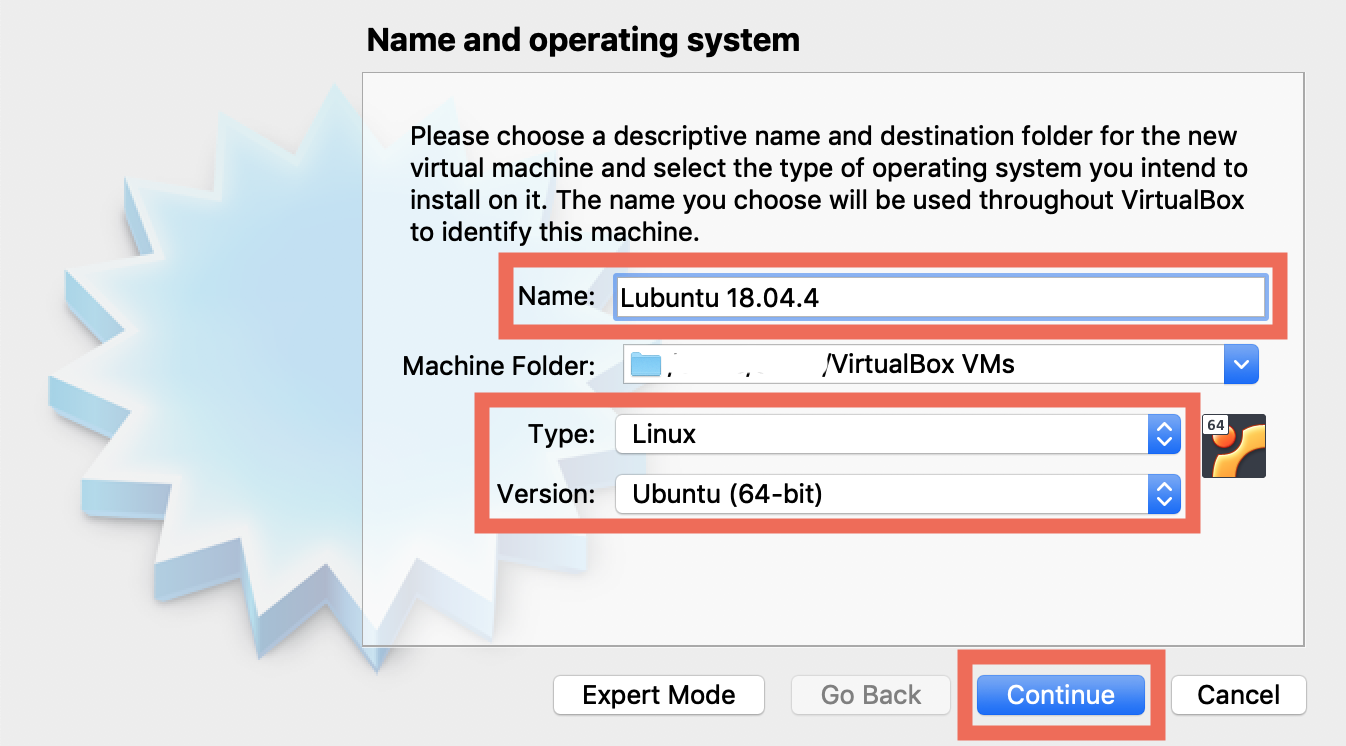 Name and operating system
Please choose a descriptive name and destination folder for the new
virtual machine and select the type of operating system you intend to
install on it. The name you choose will be used throughout VirtualBox
to identify this machine.
Name: Lubuntu 18.04.4
Machine Folder: /VirtualBox VMs
Type: Linux
64
Version: Ubuntu (64-bit)
Expert Mode Go Back Continue Cancel